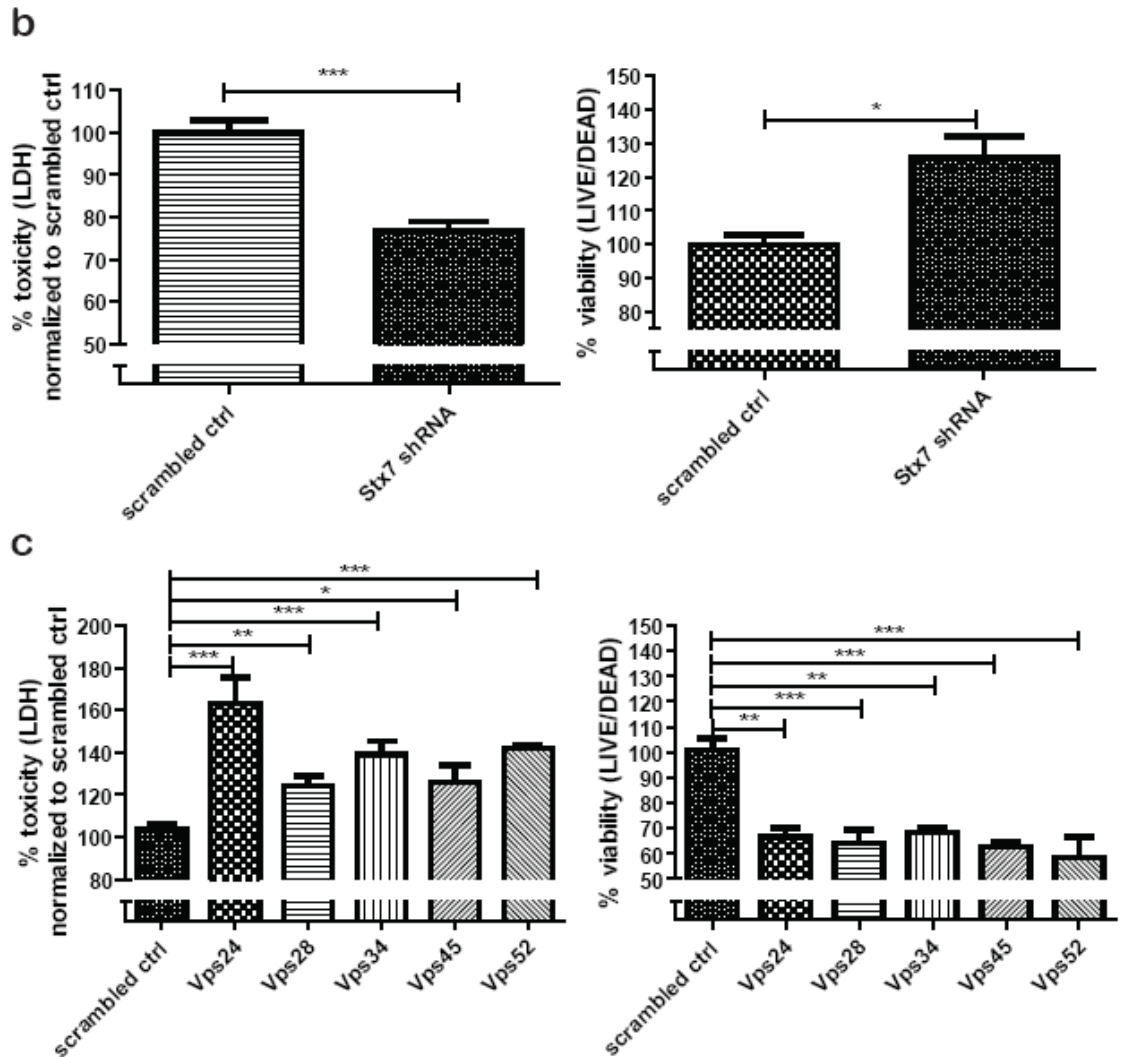 b
% toxicity (LDH)
normalized to scrambled ctrl
110
100
90
80
70
60
50
***
scrambled ctrl
Stx7 shRNA
% viability (LIVE/DEAD)
150
140
130
120
110
100
90
80
*
scrambled ctrl
Stx7 shRNA
c
% toxicity (LDH)
normalized to scrambled ctrl
200
180
160
140
120
100
80
***
*
***
**
***
scrambled ctrl
Vps24
Vps28
Vps34
Vps45
Vps52
% viability (LIVE/DEAD)
150
140
130
120
110
100
90
80
70
60
50
***
***
**
***
**
scrambled ctrl
Vps24
Vps28
Vps34
Vps45
Vps52